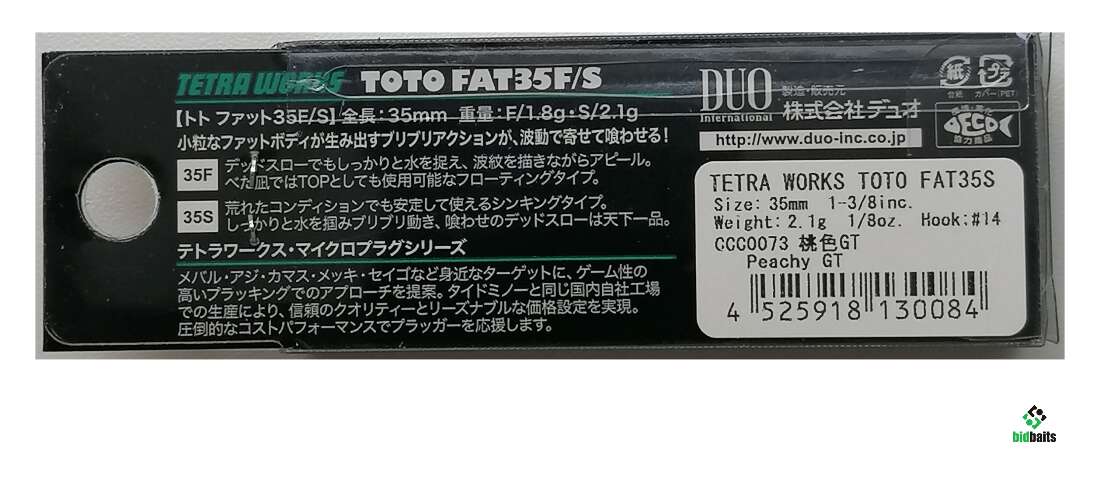 TETRA WORKS TOTO FAT35F/S
【トト ファット35F/S】全長：35mm 重量：F/1.8g・S/2.1g
小粒なファットボディが生み出すプリプリアクションが、波動で寄せて喰わせる！
35F
デッドスローでもしっかりと水を捉え、波紋を描きながらアピール。
べた凪ではTOPとしても使用可能なフローティングタイプ。
35S
荒れたコンディションでも安定して使えるシンキングタイプ。
しっかりと水を掴みプリプリ動き、喰わせのデッドスローは天下一品。
テトラワークス・マイクロプラグシリーズ
メバル・アジ・カマス・メッキ・セイゴなど身近なターゲットに、ゲーム性の
高いプラッキングでのアプローチを提案。タイドミノーと同じ国内自社工場
での生産により、信頼のクオリティーとリーズナブルな価格設定を実現。
圧倒的なコストパフォーマンスでプラッガーを応援します。
DUO
International
製造・販売元
株式会社デュオ
http://www.duo-inc.co.jp
紙
台紙
プラ
カバー(PET)
ECO
協力商品
TETRA WORKS TOTO FAT35S
Size: 35mm 1-3/8inc.
Weight: 2.1g 1/8oz. Hook:#14
CCC0073 桃色GT
Peachy GT
4 525918 130084
bidbaits